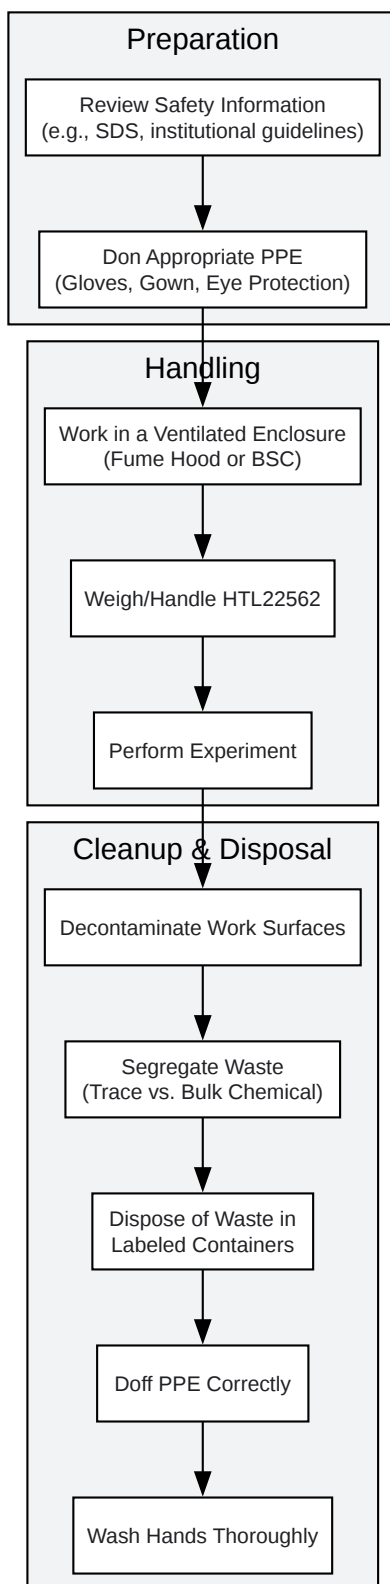 Preparation
Review Safety Information
(e.g., SDS, institutional guidelines)
Don Appropriate PPE
(Gloves, Gown, Eye Protection)
Handling
Work in a Ventilated Enclosure
(Fume Hood or BSC)
Weigh/Handle HTL22562
Perform Experiment
Cleanup & Disposal
Decontaminate Work Surfaces
Segregate Waste
(Trace vs. Bulk Chemical)
Dispose of Waste in
Labeled Containers
Doff PPE Correctly
Wash Hands Thoroughly